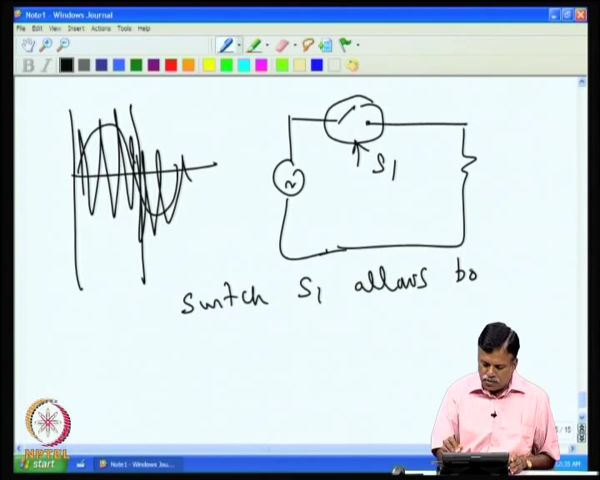 Note1 - Windows Journal
File Edit View Insert Actions Tools Help
B I
S1
Switch S1 allows bo
NPTEL
start
Note1 - Windows Jou...